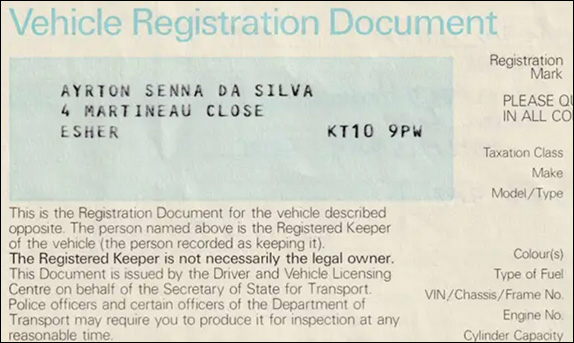 Vehicle Registration Document
AYRTON SENNA DA SILVA
4 MARTINEAU CLOSE
ESHER KT10 9PW
This is the Registration Document for the vehicle described
opposite. The person named above is the Registered Keeper
of the vehicle (the person recorded as keeping it).
The Registered Keeper is not necessarily the legal owner.
This Document is issued by the Driver and Vehicle Licensing
Centre on behalf of the Secretary of State for Transport.
Police officers and certain officers of the Department of
Transport may require you to produce it for inspection at any
reasonable time.
Registration
Mark
PLEASE
IN ALL
Taxation Class
Make
Model/Type
Colour(s)
Type of Fuel
VIN/Chassis/Frame No.
Engine No.
Cylinder Capacity